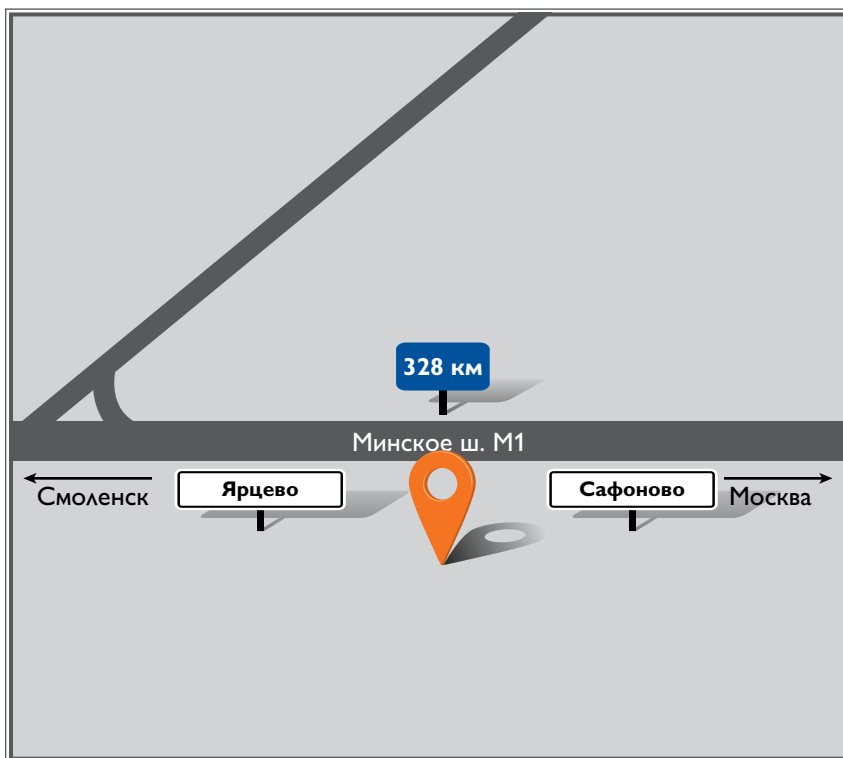 328 км
Минское ш. М1
Смоленск
Ярцево
Сафоново
Москва